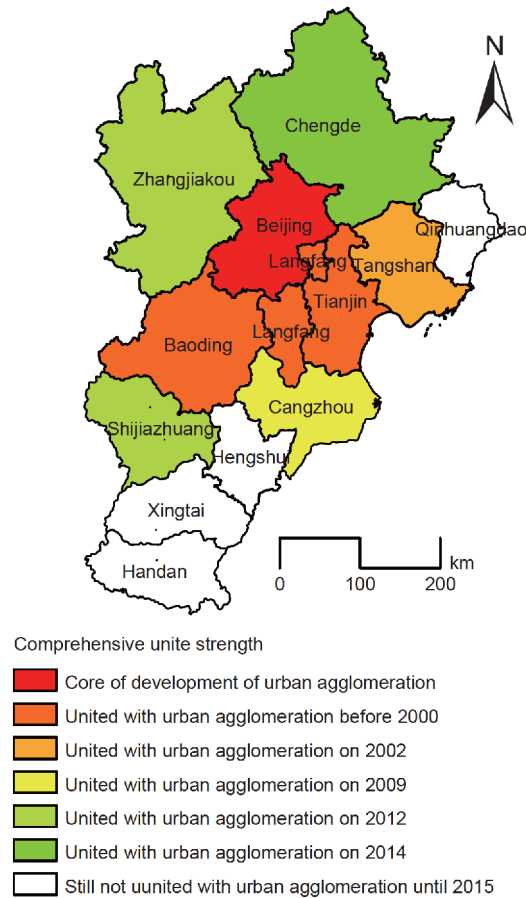 N
Chengde
Zhangjiakou
Beijing
Qinhuangdao
Langfang
Tangshan
Tianjin
Langfang
Baoding
Cangzhou
Shijiazhuang
Hengshui
Xingtai
Handan
km
0 100 200
Comprehensive unite strength
Core of development of urban agglomeration
United with urban agglomeration before 2000
United with urban agglomeration on 2002
United with urban agglomeration on 2009
United with urban agglomeration on 2012
United with urban agglomeration on 2014
Still not uunited with urban agglomeration until 2015